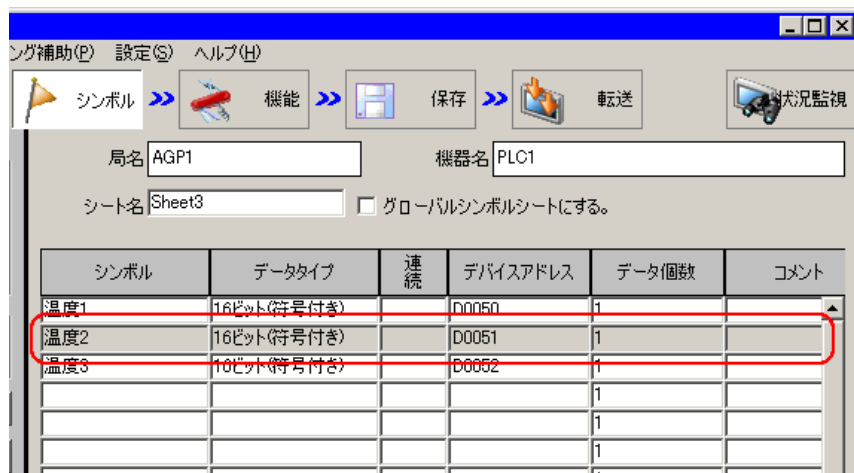 ング補助(P) 設定(S) ヘルプ(H)
シンボル 機能 保存 転送 状況監視
局名 AGP1 機器名 PLC1
シート名 Sheet3 グローバルシンボルシートにする。
シンボル データタイプ 連続 デバイスアドレス データ個数 コメント
温度1 16ビット(符号付き) D0050 1
温度2 16ビット(符号付き) D0051 1
温度3 16ビット(符号付き) D0052 1
1
1
1